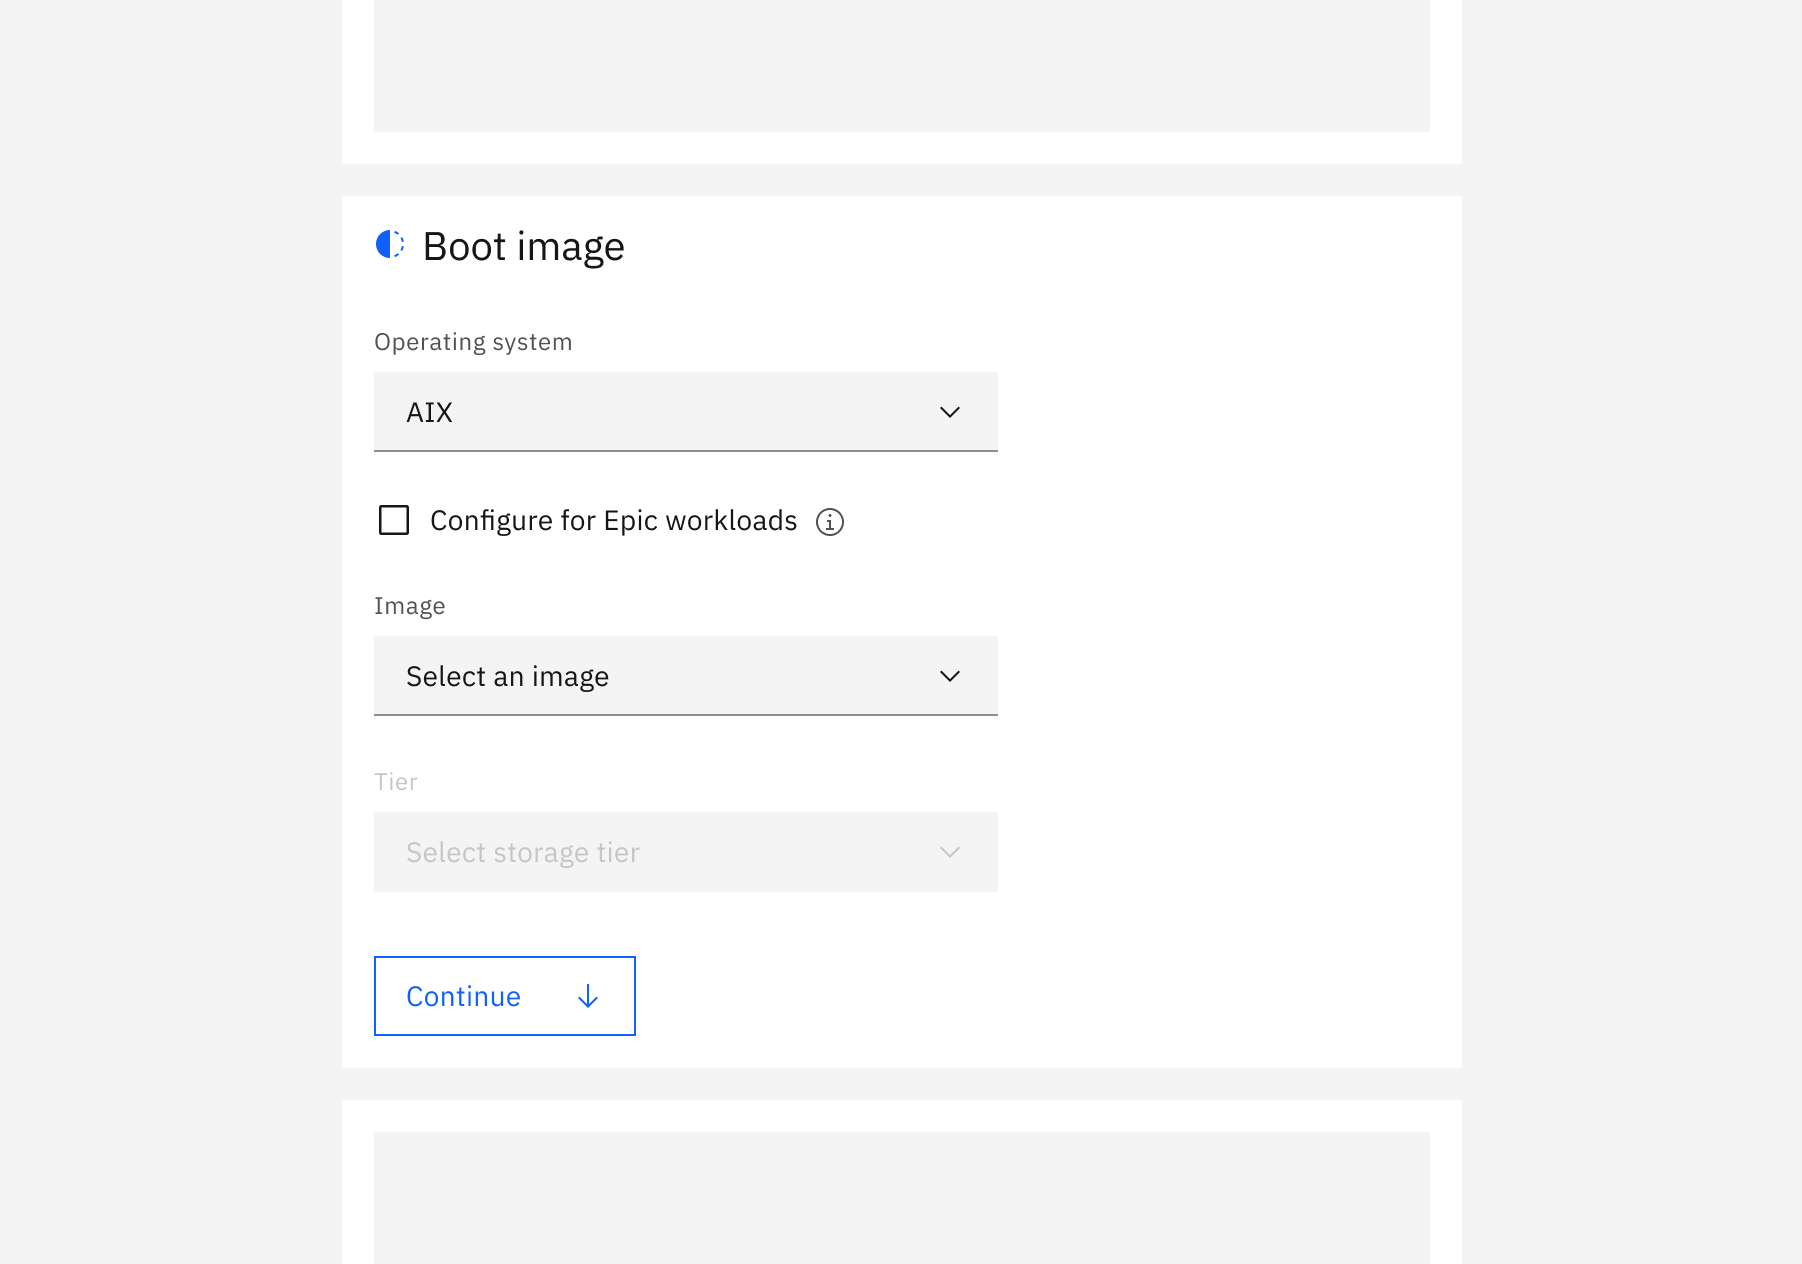 Boot image
Operating system
AIX
Configure for Epic workloads
Image
Select an image
Tier
Select storage tier
Continue